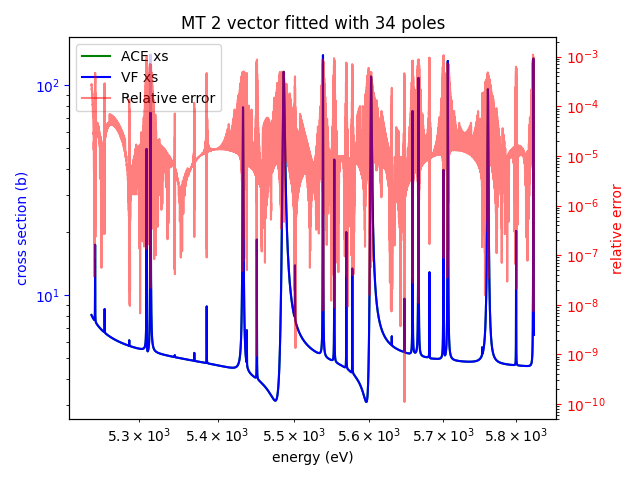 MT 2 vector fitted with 34 poles
ACE xs
VF xs
Relative error
10²
10¹
cross section (b)
10⁻³
10⁻⁴
10⁻⁵
10⁻⁶
10⁻⁷
10⁻⁸
10⁻⁹
10⁻¹⁰
relative error
5.3 × 10³ 5.4 × 10³ 5.5 × 10³ 5.6 × 10³ 5.7 × 10³ 5.8 × 10³
energy (eV)